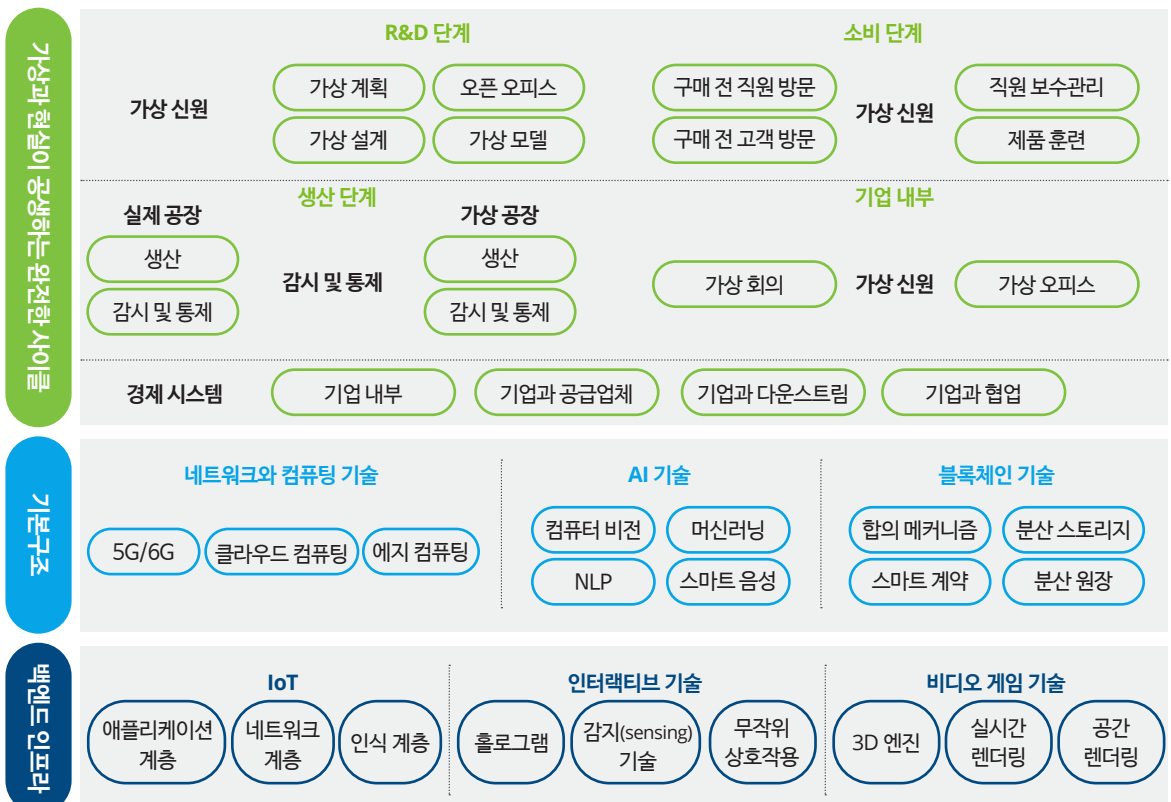 가상과 현실이 공생하는 완전한 사이클
R&D 단계
가상 신원
가상 계획
오픈 오피스
가상 설계
가상 모델
소비 단계
구매 전 직원 방문
구매 전 고객 방문
가상 신원
직원 보수관리
제품 훈련
생산 단계
실제 공장
생산
감시 및 통제
감시 및 통제
가상 공장
생산
감시 및 통제
기업 내부
가상 회의
가상 신원
가상 오피스
경제 시스템
기업 내부
기업과 공급업체
기업과 다운스트림
기업과 협업
기본구조
네트워크와 컴퓨팅 기술
5G/6G
클라우드 컴퓨팅
에지 컴퓨팅
AI 기술
컴퓨터 비전
머신러닝
NLP
스마트 음성
블록체인 기술
합의 메커니즘
분산 스토리지
스마트 계약
분산 원장
백엔드 인프라
IoT
애플리케이션
계층
네트워크
계층
인식 계층
인터랙티브 기술
홀로그램
감지(sensing)
기술
무작위
상호작용
비디오 게임 기술
3D 엔진
실시간
렌더링
공간
렌더링